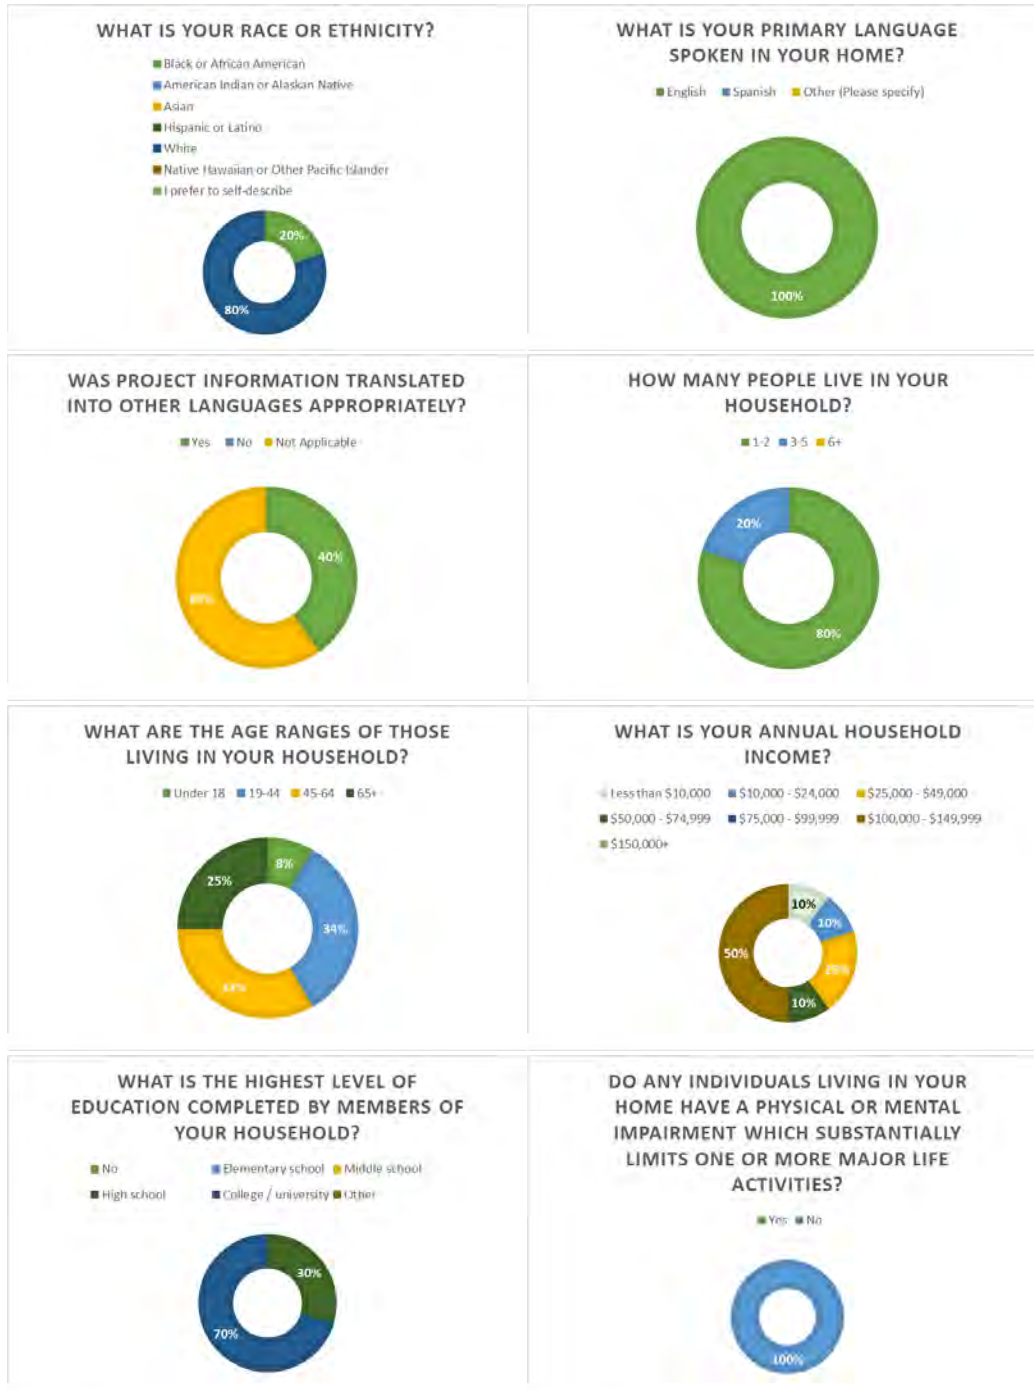 WHAT IS YOUR RACE OR ETHNICITY?
Black or African American
American Indian or Alaskan Native
Asian
Hispanic or Latino
White
Native Hawaiian or Other Pacific Islander
I prefer to self-describe
20%
80%
WHAT IS YOUR PRIMARY LANGUAGE
SPOKEN IN YOUR HOME?
English Spanish Other (Please specify)
100%
WAS PROJECT INFORMATION TRANSLATED
INTO OTHER LANGUAGES APPROPRIATELY?
Yes No Not Applicable
40%
60%
HOW MANY PEOPLE LIVE IN YOUR
HOUSEHOLD?
1-2 3-5 6+
20%
80%
WHAT ARE THE AGE RANGES OF THOSE
LIVING IN YOUR HOUSEHOLD?
Under 18 19-44 45-64 65+
8%
25%
34%
33%
WHAT IS YOUR ANNUAL HOUSEHOLD
INCOME?
Less than $10,000 $10,000 - $24,000 $25,000 - $49,000
$50,000 - $74,999 $75,000 - $99,999 $100,000 - $149,999
$150,000+
10%
10%
50%
20%
10%
WHAT IS THE HIGHEST LEVEL OF
EDUCATION COMPLETED BY MEMBERS OF
YOUR HOUSEHOLD?
No Elementary school Middle school
High school College / university Other
30%
70%
DO ANY INDIVIDUALS LIVING IN YOUR
HOME HAVE A PHYSICAL OR MENTAL
IMPAIRMENT WHICH SUBSTANTIALLY
LIMITS ONE OR MORE MAJOR LIFE
ACTIVITIES?
Yes No
100%